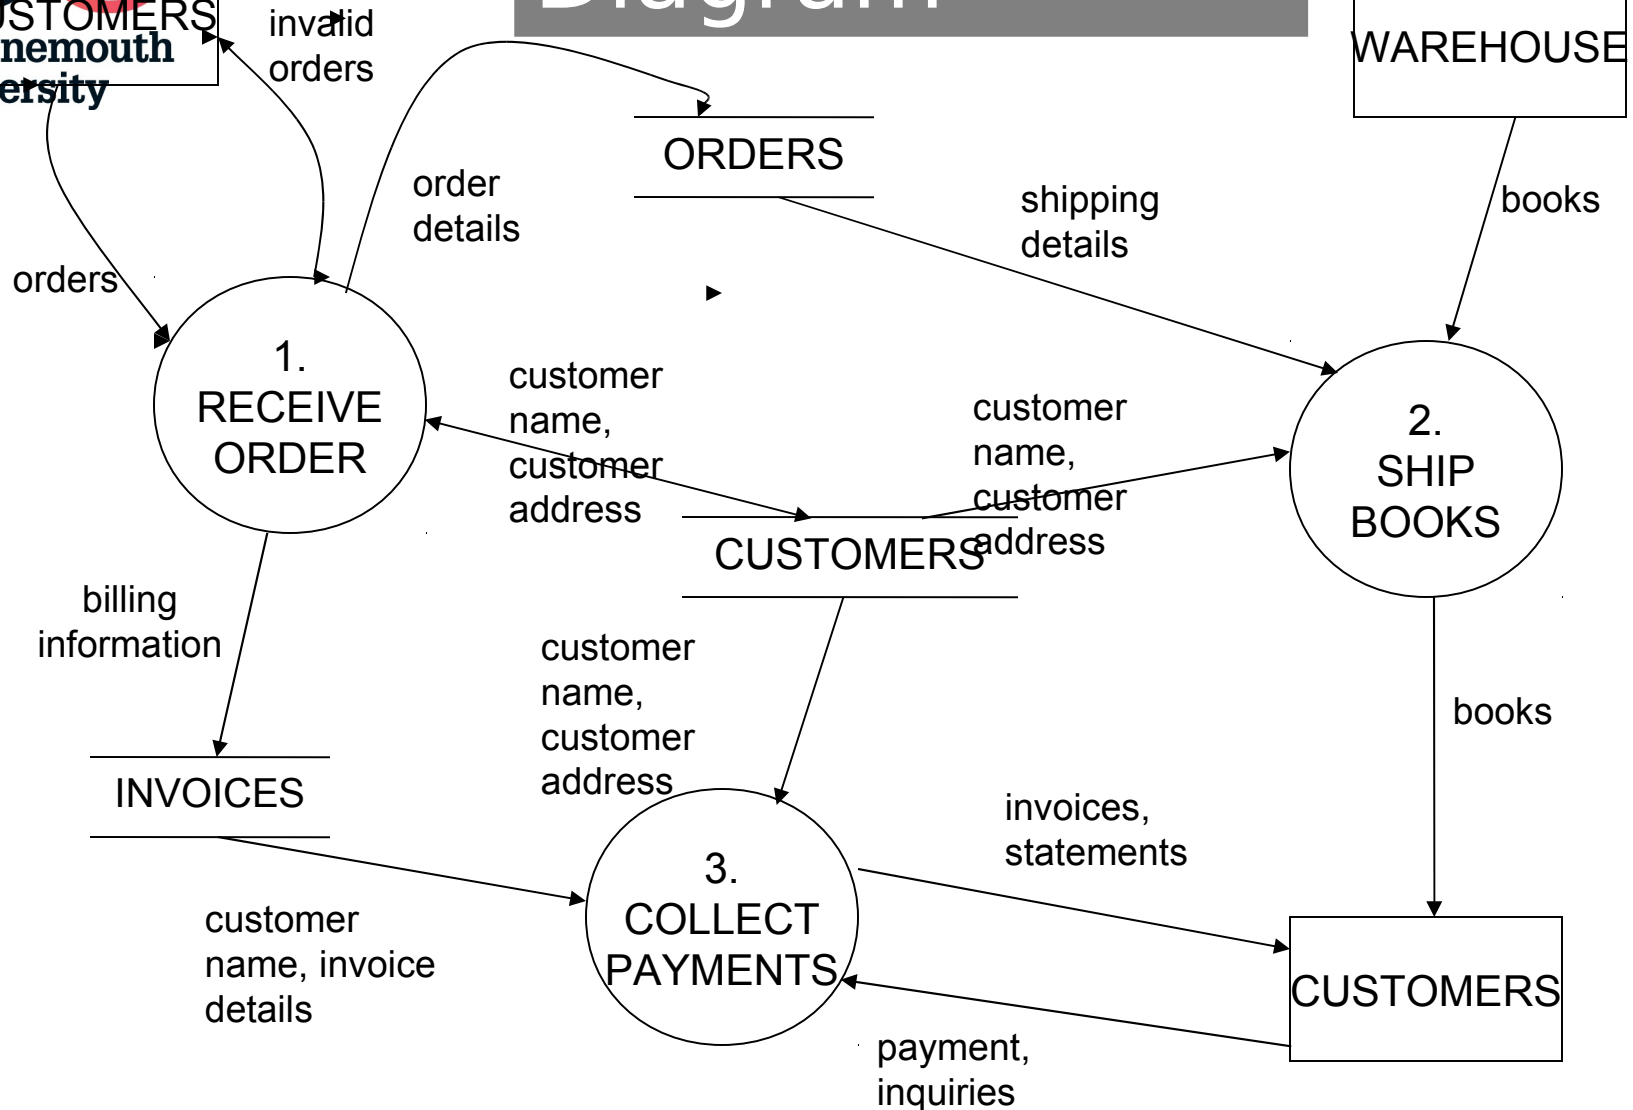 Diagram
USTOMERS
nemouth
ersity
invalid
orders
WAREHOUSE
ORDERS
order
details
shipping
details
books
orders
1.
RECEIVE
ORDER
customer
name,
customer
address
customer
name,
customer
address
2.
SHIP
BOOKS
CUSTOMERS
billing
information
customer
name,
customer
address
books
INVOICES
invoices,
statements
3.
COLLECT
PAYMENTS
customer
name, invoice
details
CUSTOMERS
payment,
inquiries